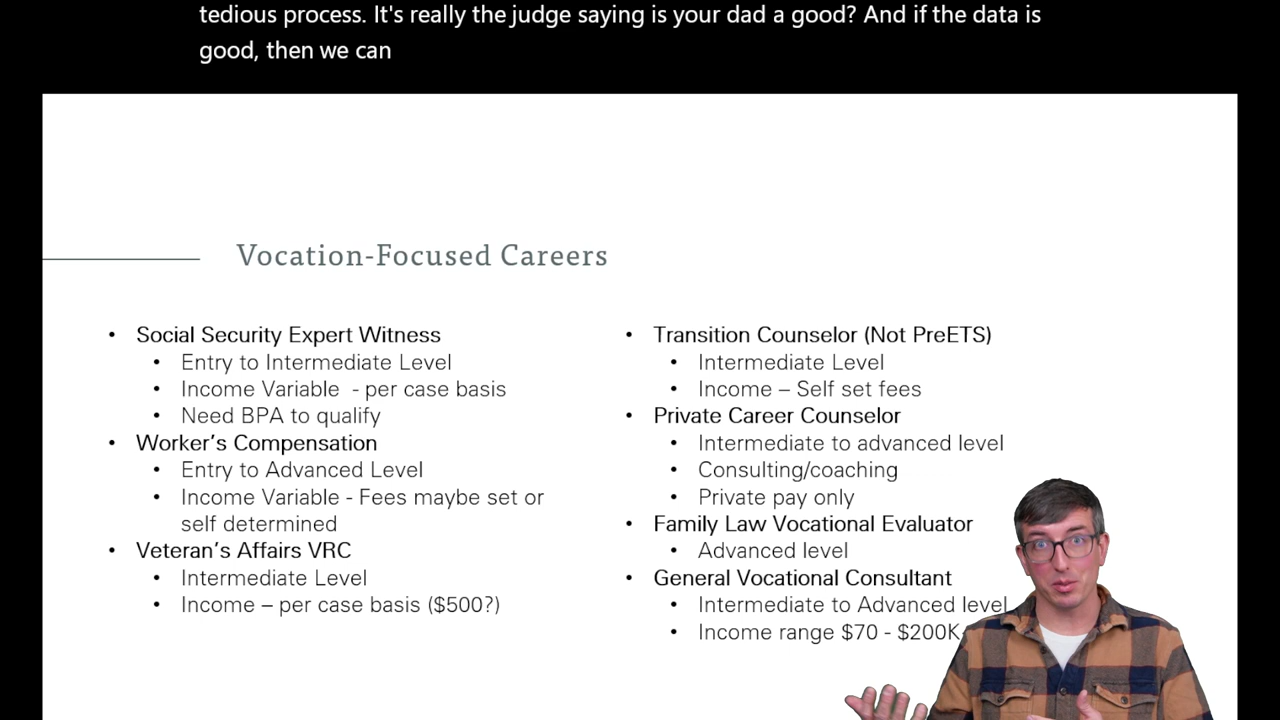 tedious process. It's really the judge saying is your dad a good? And if the data is
good, then we can
Vocation-Focused Careers
• Social Security Expert Witness
• Entry to Intermediate Level
• Income Variable - per case basis
• Need BPA to qualify
• Worker's Compensation
• Entry to Advanced Level
• Income Variable - Fees maybe set or
self determined
• Veteran's Affairs VRC
• Intermediate Level
• Income – per case basis ($500?)
• Transition Counselor (Not PreETS)
• Intermediate Level
• Income – Self set fees
• Private Career Counselor
• Intermediate to advanced level
• Consulting/coaching
• Private pay only
• Family Law Vocational Evaluator
• Advanced level
• General Vocational Consultant
• Intermediate to Advanced level
• Income range $70 - $200K